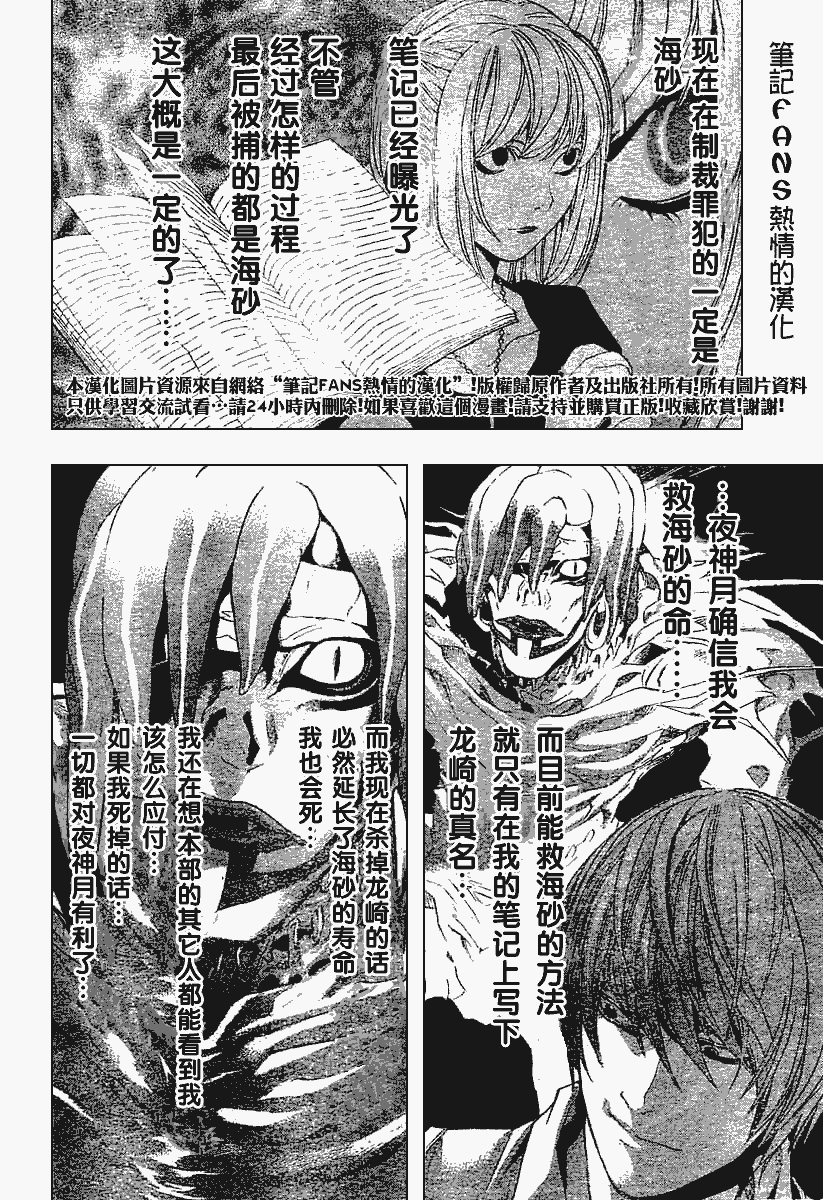 筆記FANS熱情的漢化
现在在制裁罪犯的一定是
海砂
笔记已经曝光了
不管
经过怎样的过程
最后被捕的都是海砂
这大概是一定的了……
本漢化圖片資源來自網絡“筆記FANS熱情的漢化”!版權歸原作者及出版社所有!所有圖片資料
只供學習交流試看…請24小時內刪除!如果喜歡這個漫畫!請支持並購買正版!收藏欣賞!謝謝!
…夜神月确信我会
救海砂的命………
而目前能救海砂的方法
就只有在我的笔记上写下
龙崎的真名…
而我现在杀掉龙崎的话
必然延长了海砂的寿命
我也会死…
我还在想,本部的其它人都能看到我
该怎么应付…
如果我死掉的话…
一切都对夜神月有利了…